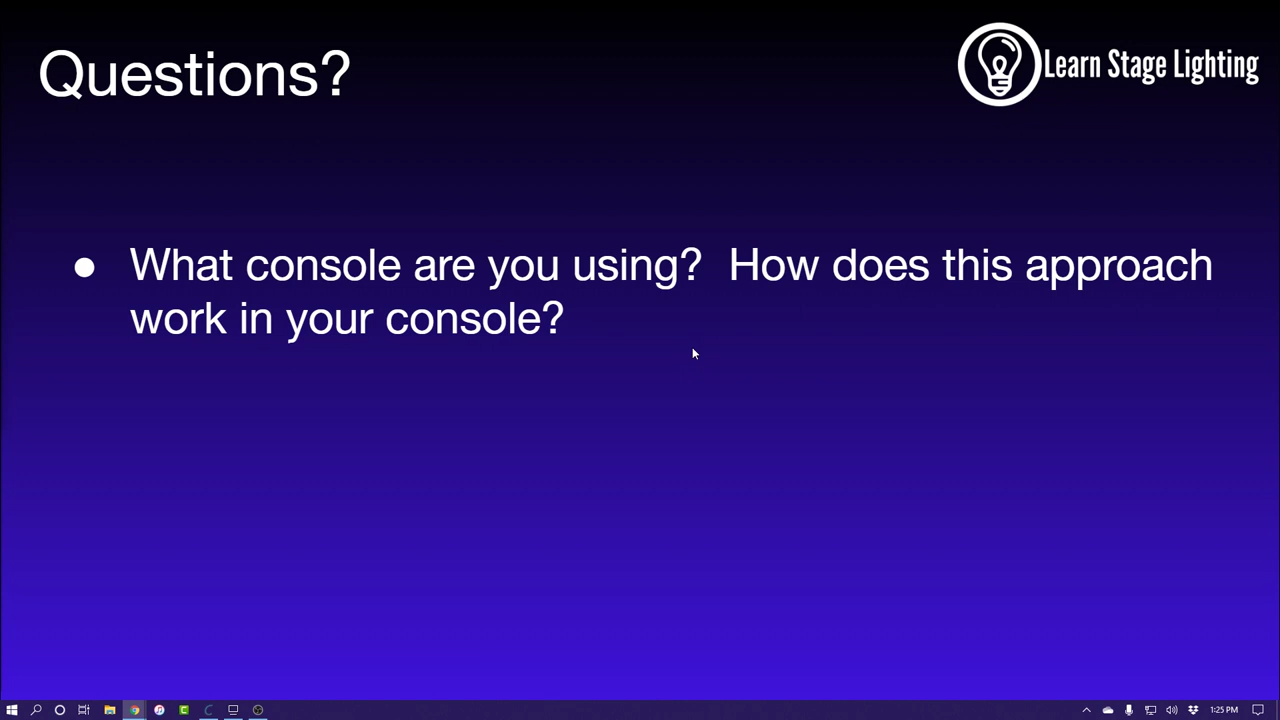 Questions?
Learn Stage Lighting
● What console are you using?  How does this approach
work in your console?
1:25 PM